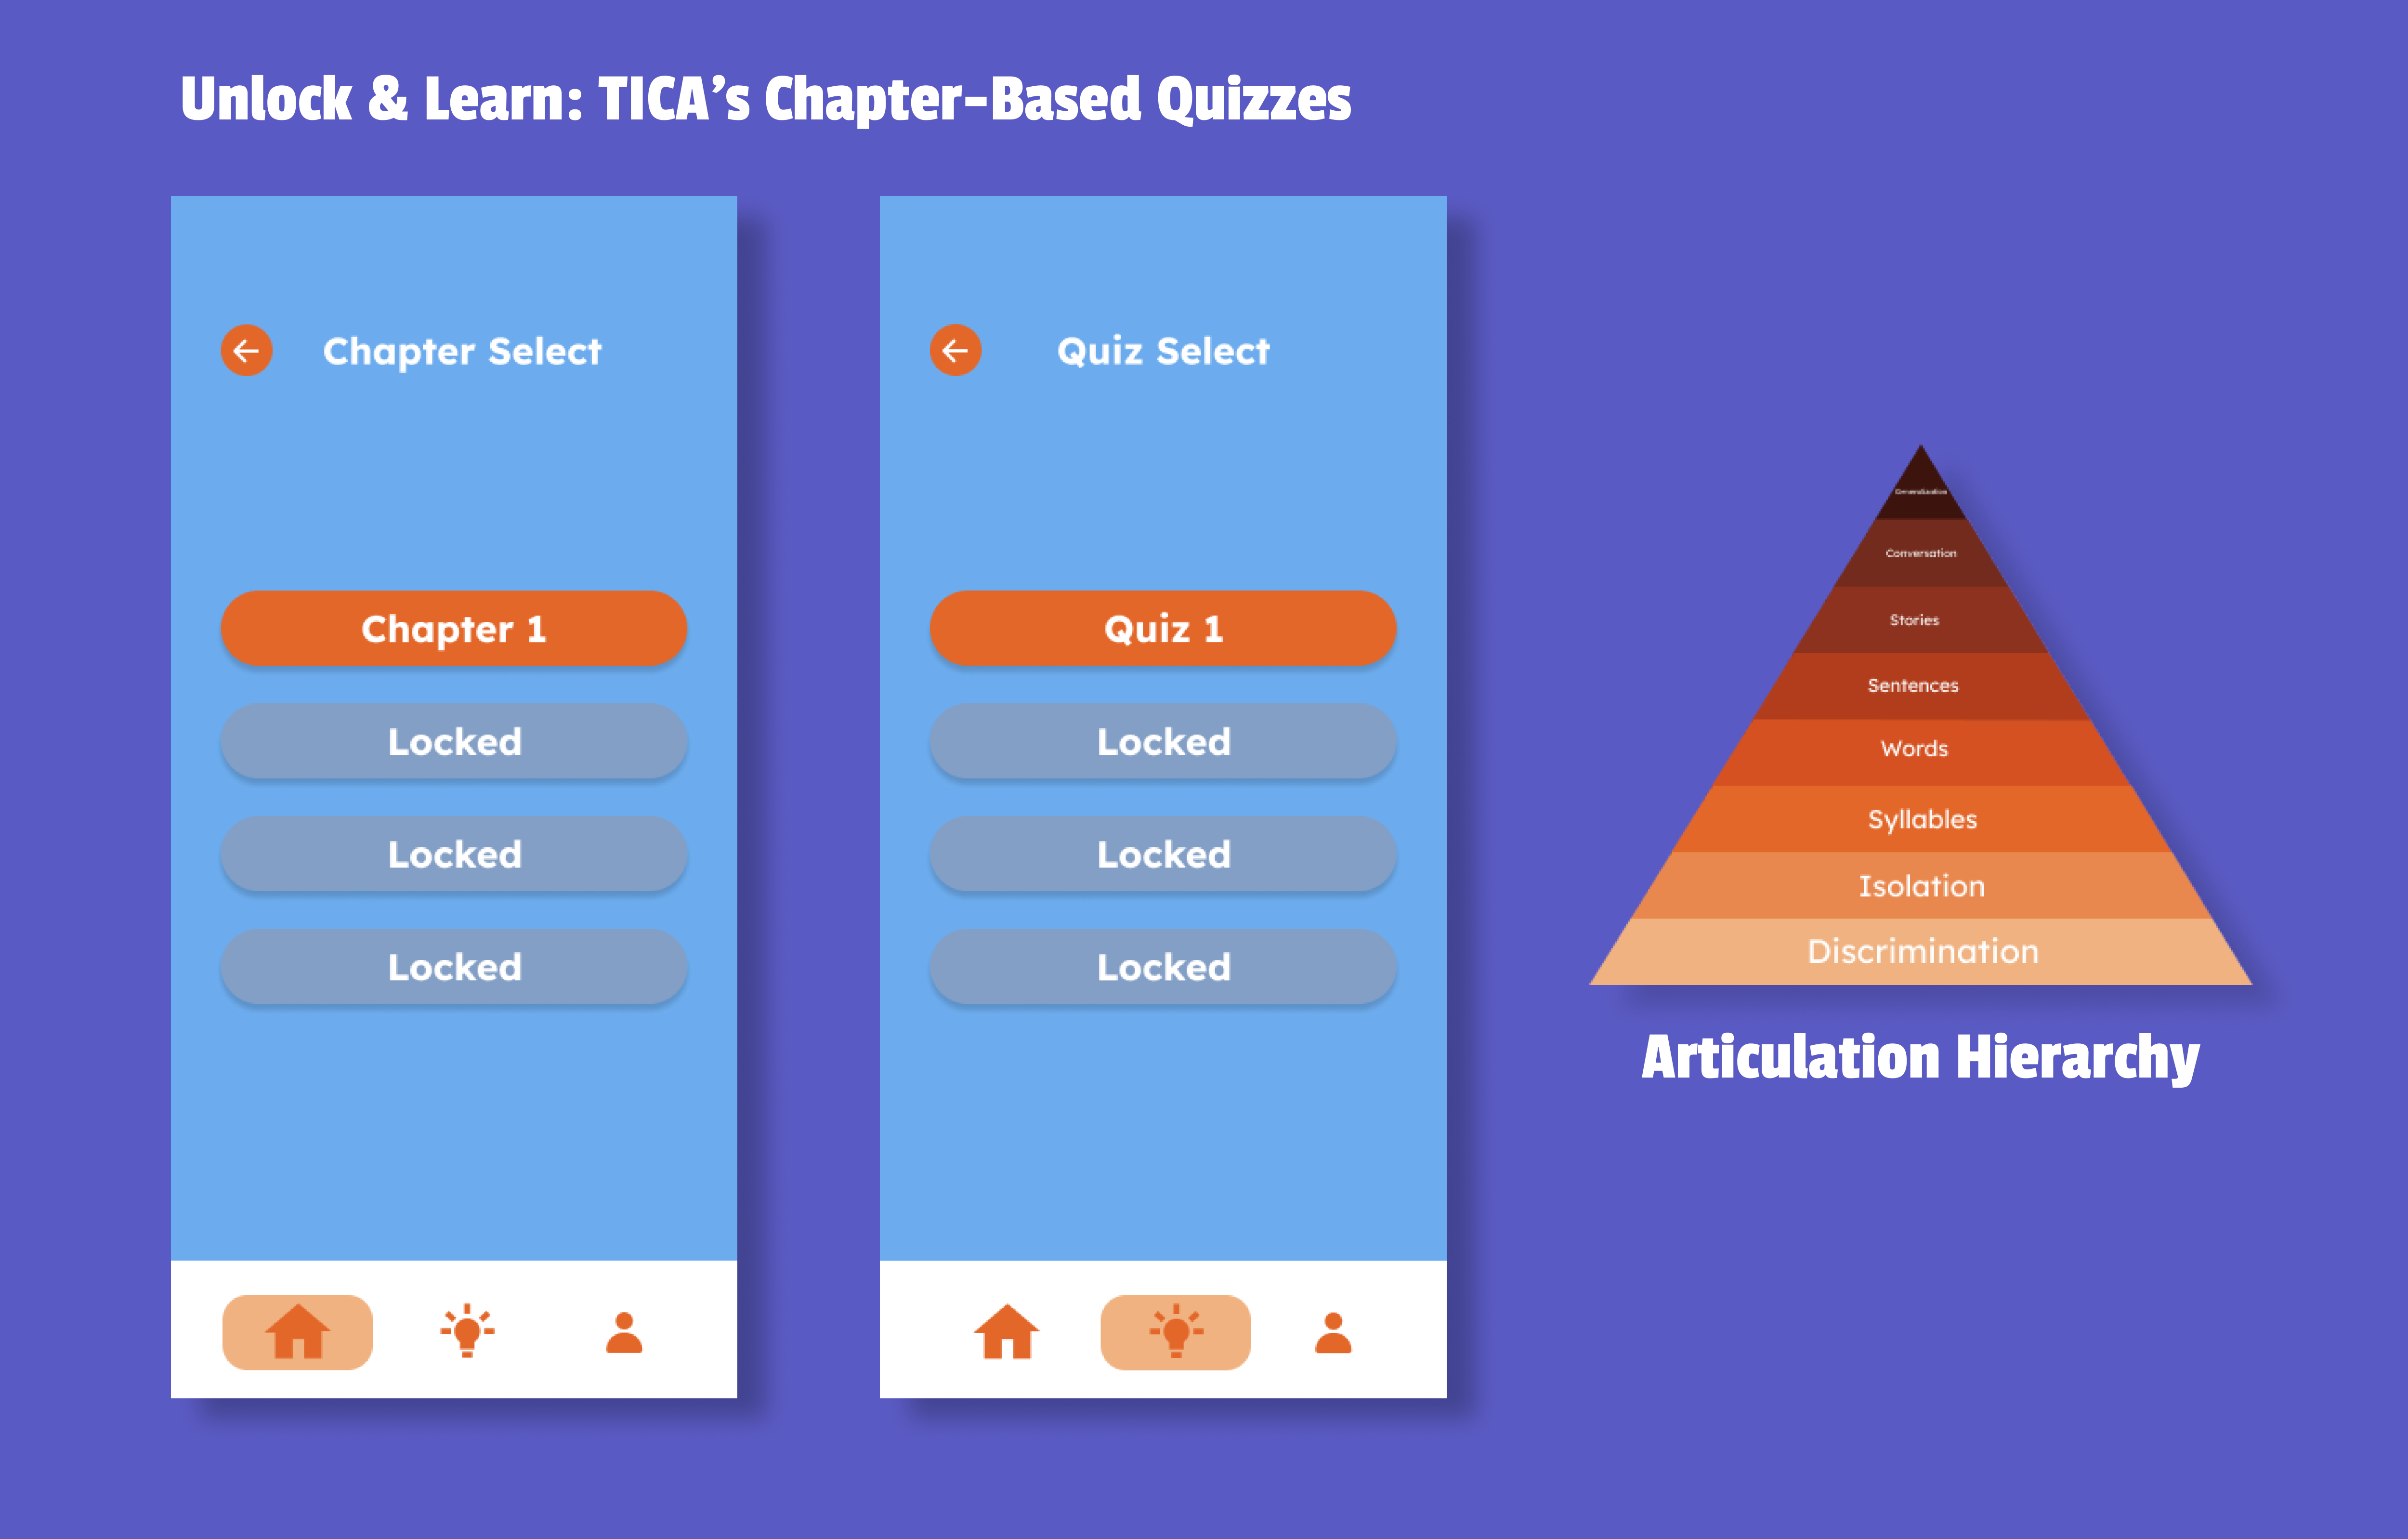 Unlock & Learn: TICA's Chapter-Based Quizzes
Chapter Select
Chapter 1
Locked
Locked
Locked
Quiz Select
Quiz 1
Locked
Locked
Locked
Generalization
Conversation
Stories
Sentences
Words
Syllables
Isolation
Discrimination
Articulation Hierarchy